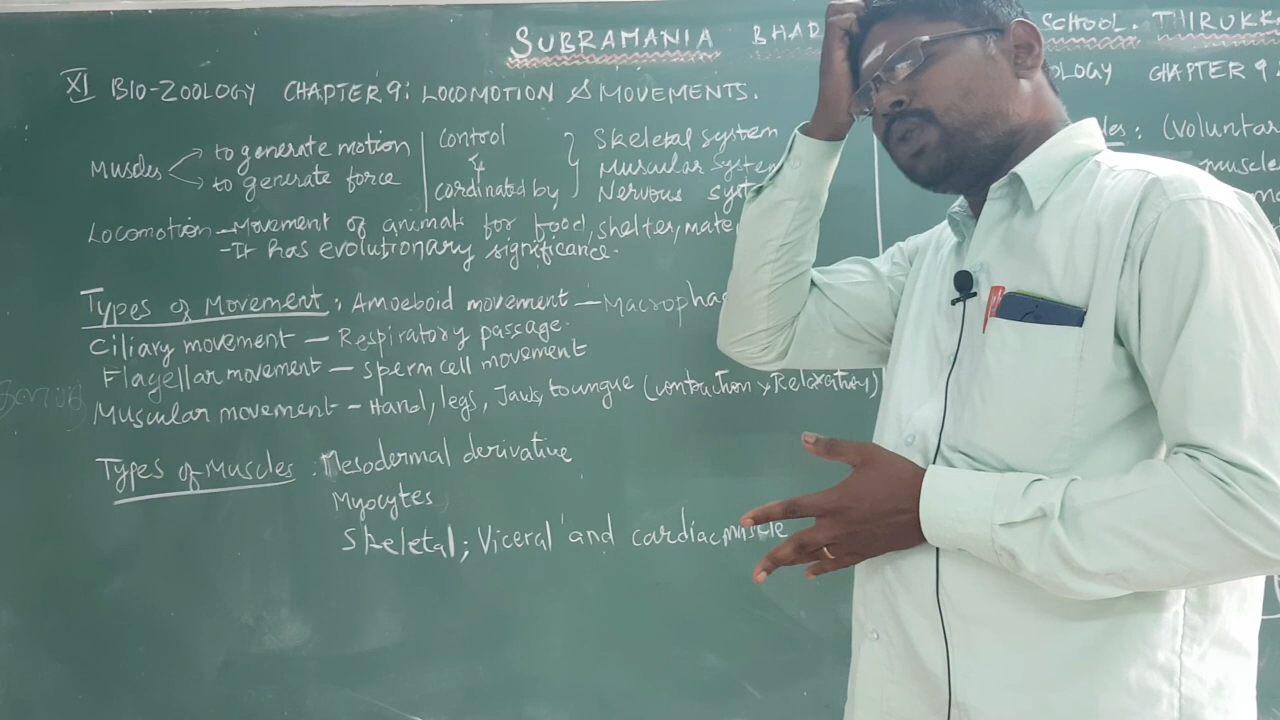 SUBRAMANIA BHAD
SCHOOL. THIRUKK
XI BIO-ZOOLOGY CHAPTER 9: LOCOMOTION & MOVEMENTS.
OLOGY CHAPTER 9:
Muscles
to generate motion
to generate force
control
&
cordinated by
Skeletal system
Muscular System
Nervous syste
les: (Voluntar
muscle
Locomotion - Movement of animals for food, shelter, mate
- It has evolutionary significance.
Types of Movement: Amoeboid movement - Macrophag
Ciliary movement - Respiratory passage.
Flagellar movement - Sperm cell movement
Muscular movement - Hand, legs, Jaws, toungue (contraction & Relaxation)
Types of Muscles : Mesodermal derivative
Myocytes
Skeletal; Viceral and cardiac muscle